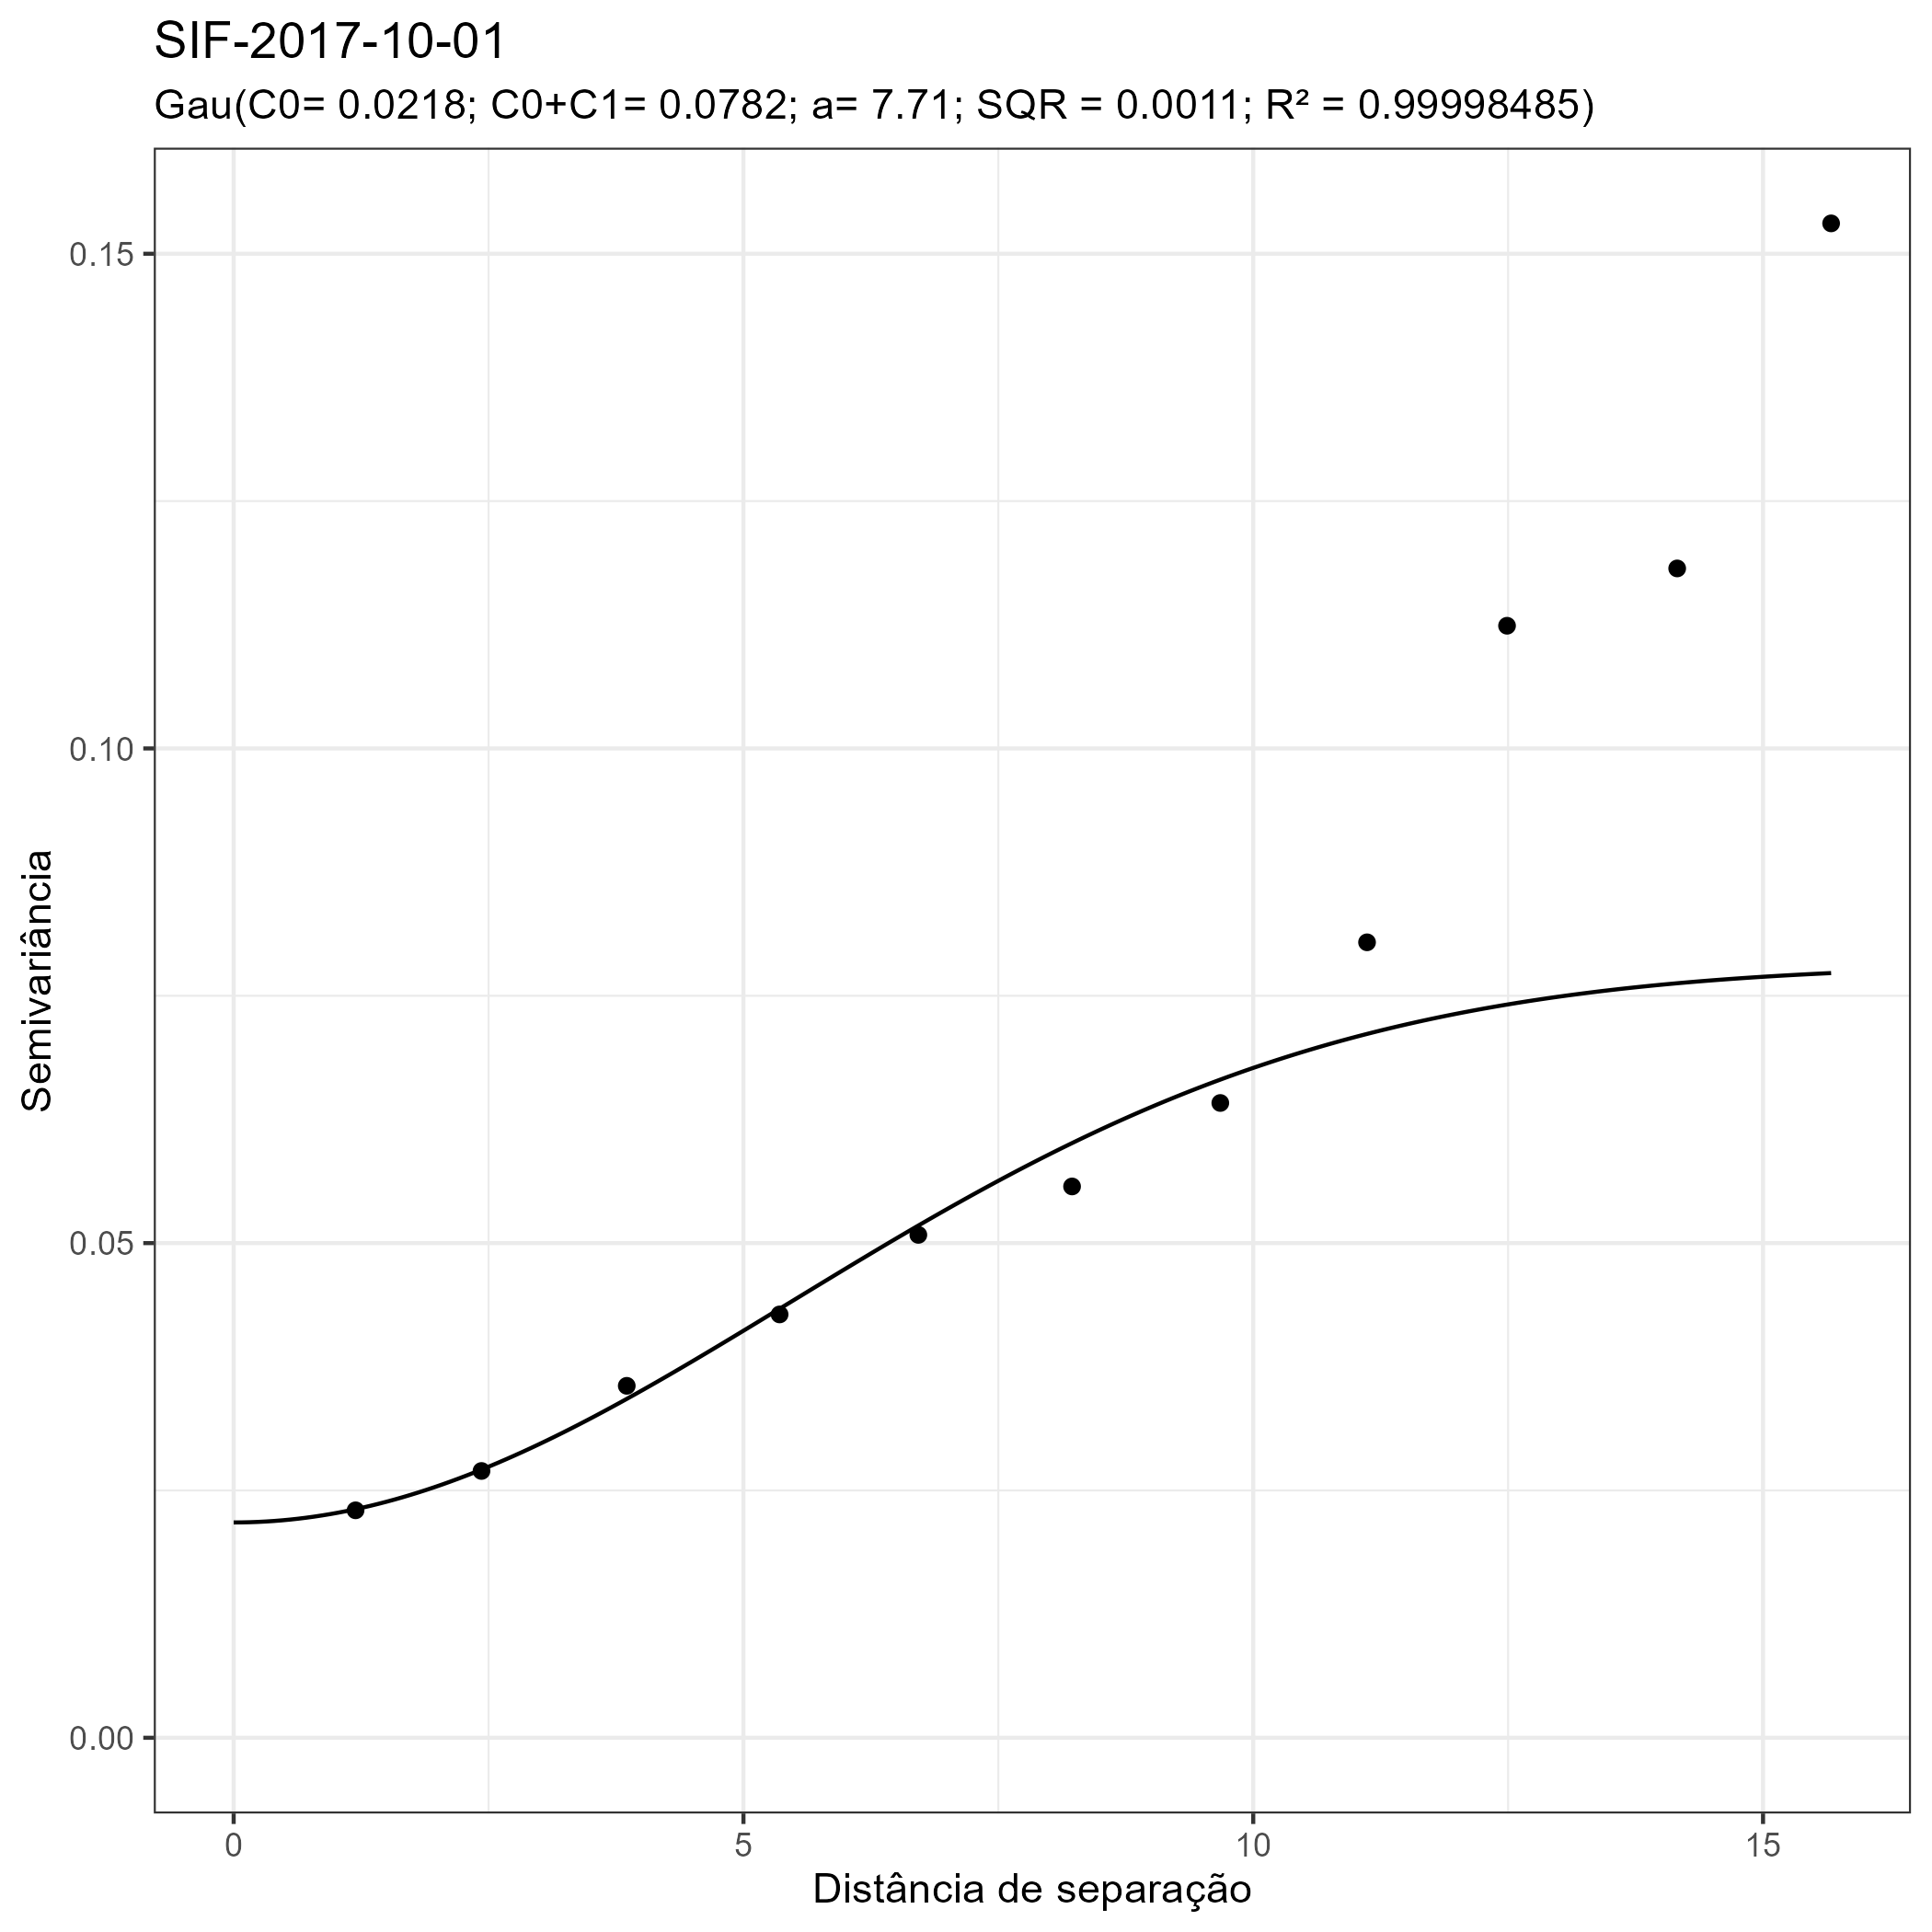 SIF-2017-10-01
Gau(C0= 0.0218; C0+C1= 0.0782; a= 7.71; SQR = 0.0011; R² = 0.99998485)
Semivariância
0.15
0.10
0.05
0.00
0 5 10 15
Distância de separação